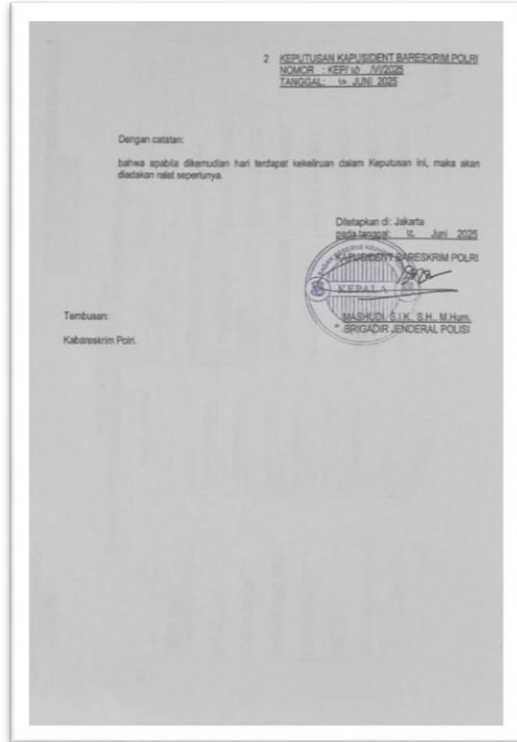 2 KEPUTUSAN KAPUSIDENT BARESKRIM POLRI
NOMOR : KEP/ /VI/2025
TANGGAL: JUNI 2025
Dengan catatan:
bahwa apabila dikemudian hari terdapat kekeliruan dalam Keputusan ini, maka akan
diadakan ralat seperlunya.
Ditetapkan di: Jakarta
pada tanggal: Juni 2025
KAPUSIDENT BARESKRIM POLRI
KEPALA
MASHUDI, S.I.K., S.H., M.Hum.
BRIGADIR JENDERAL POLISI
Tembusan:
Kabareskrim Polri.